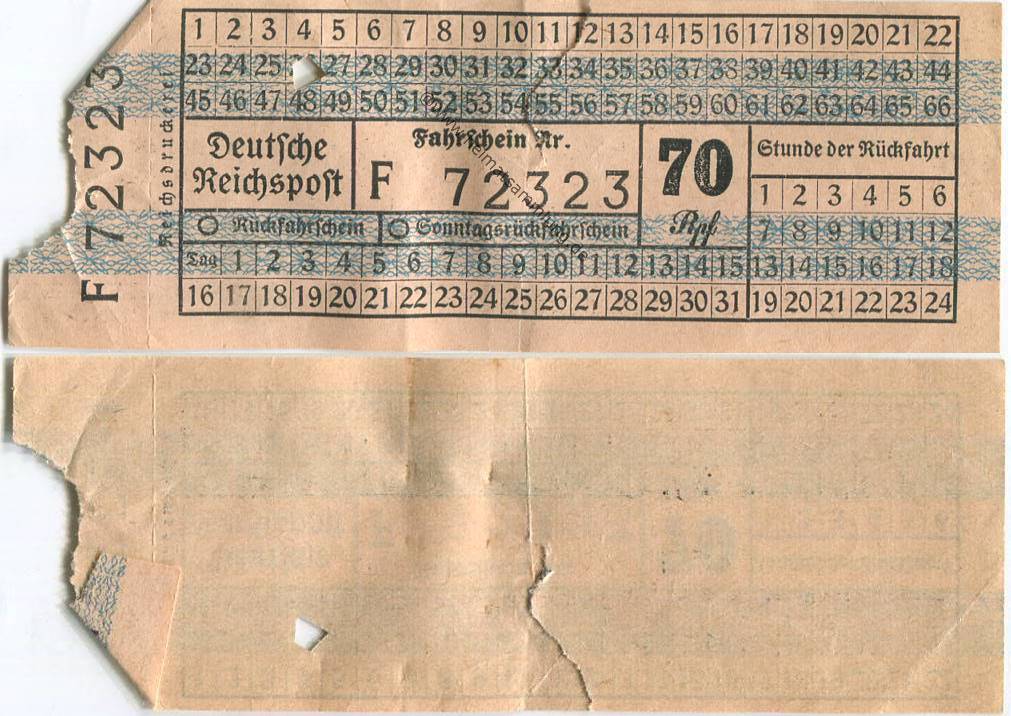 1 2 3 4 5 6 7 8 9 10 11 12 13 14 15 16 17 18 19 20 21 22
23 24 25 27 28 29 30 31 32 33 34 35 36 37 38 39 40 41 42 43 44
45 46 47 48 49 50 51 52 53 54 55 56 57 58 59 60 61 62 63 64 65 66
Deutſche
Reichspoſt
Fahrſchein Nr.
F 72323
70
Rpf
Stunde der Rückfahrt
1 2 3 4 5 6
7 8 9 10 11 12
Rückfahrſchein
Sonntagsrückfahrſchein
Tag 1 2 3 4 5 6 7 8 9 10 11 12 13 14 15
13 14 15 16 17 18
16 17 18 19 20 21 22 23 24 25 26 27 28 29 30 31
19 20 21 22 23 24
F 72323
Reichsdruckerei
© www.heimatsammlung.de